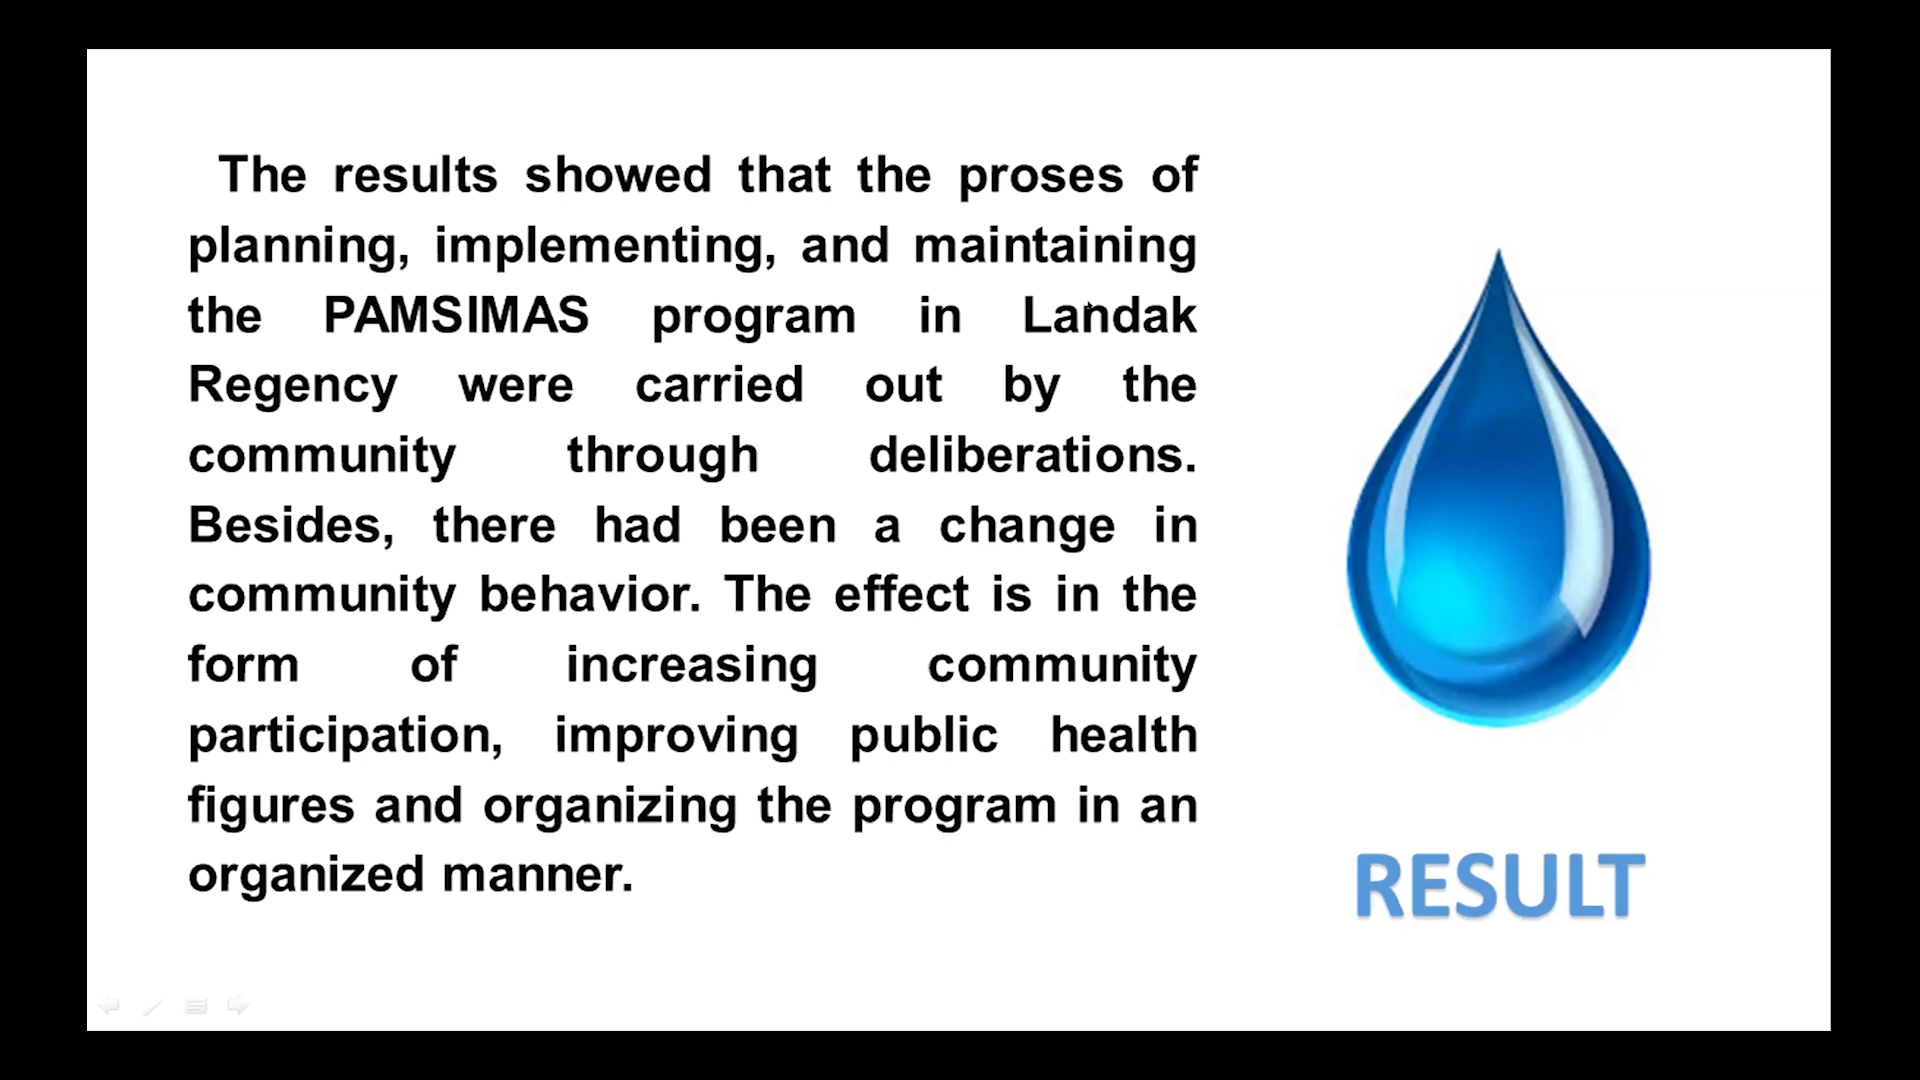 The results showed that the proses of
planning, implementing, and maintaining
the PAMSIMAS program in Landak
Regency were carried out by the
community through deliberations.
Besides, there had been a change in
community behavior. The effect is in the
form of increasing community
participation, improving public health
figures and organizing the program in an
organized manner.
RESULT